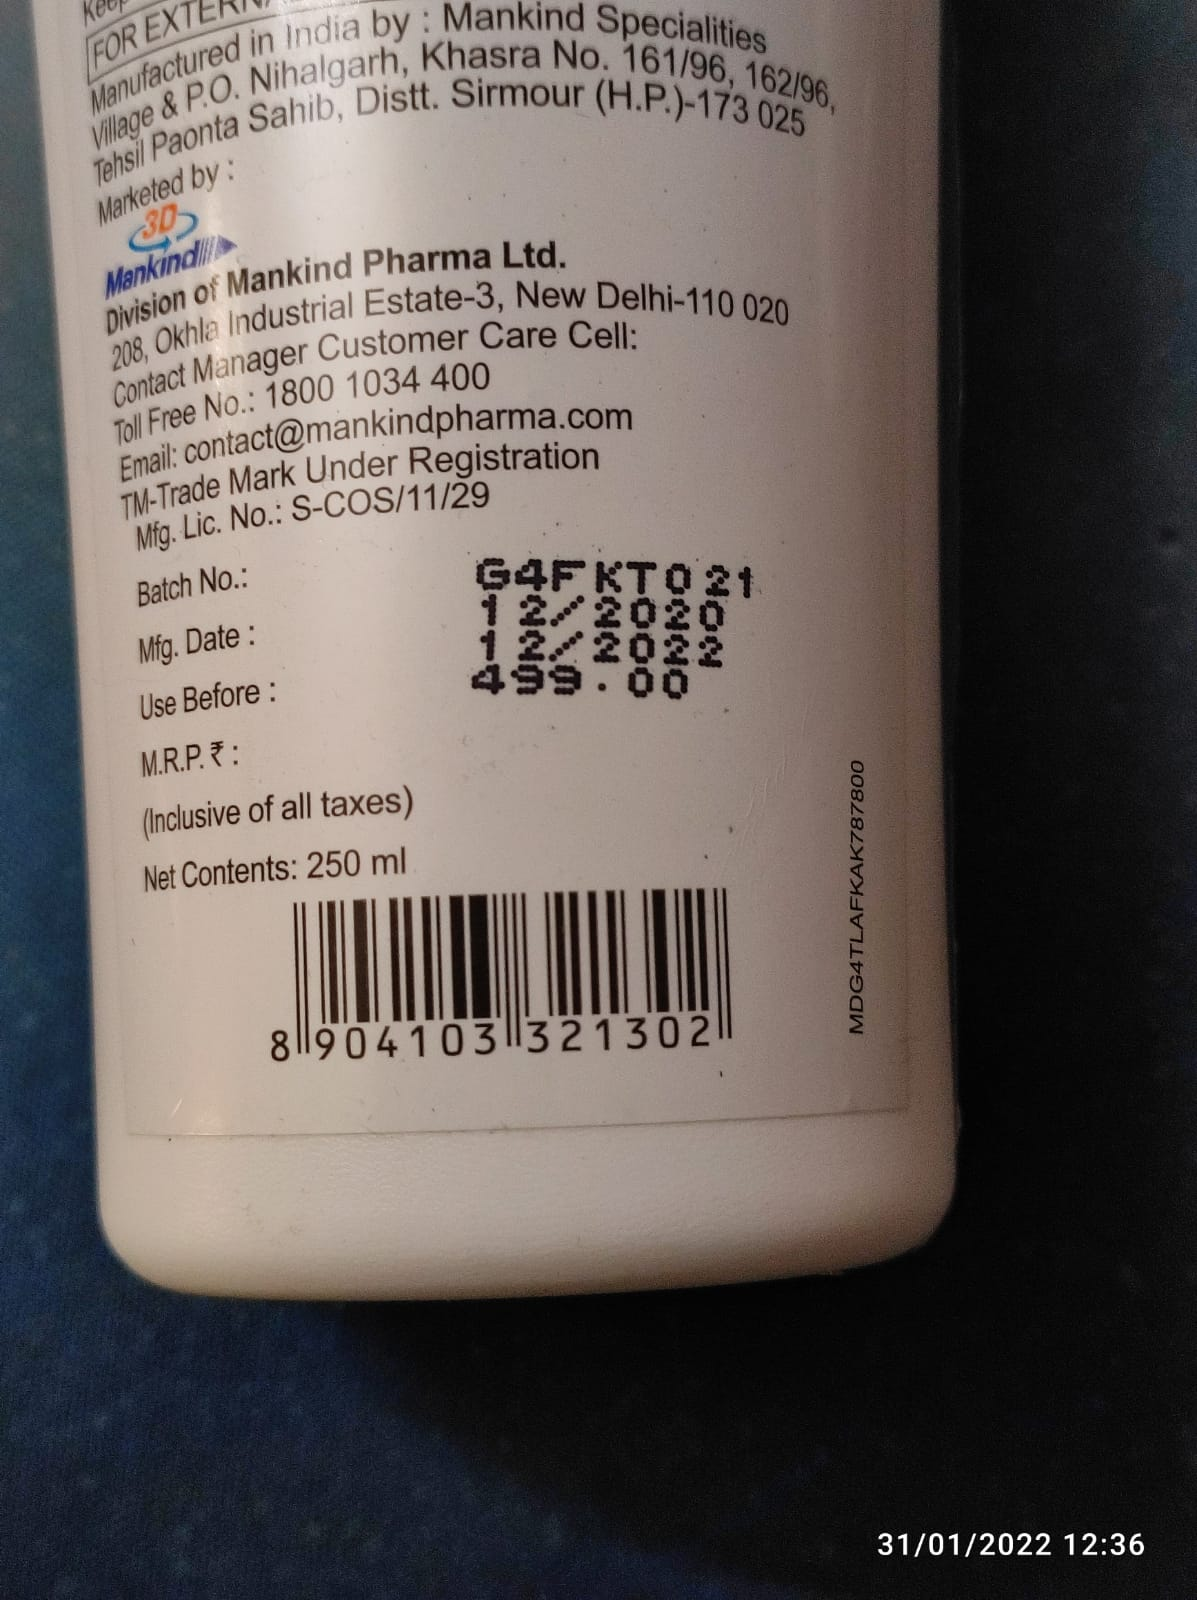 Keep
FOR EXTERNA
Manufactured in India by : Mankind Specialities
Village & P.O. Nihalgarh, Khasra No. 161/96, 162/96,
Tehsil Paonta Sahib, Distt. Sirmour (H.P.)-173 025
Marketed by :
3D
Mankind
Division of Mankind Pharma Ltd.
208, Okhla Industrial Estate-3, New Delhi-110 020
Contact Manager Customer Care Cell:
Toll Free No.: 1800 1034 400
Email: contact@mankindpharma.com
TM-Trade Mark Under Registration
Mfg. Lic. No.: S-COS/11/29
Batch No.: G4FKT021
Mfg. Date : 12/2020
Use Before : 12/2022
M.R.P. ₹ : 499.00
(Inclusive of all taxes)
Net Contents: 250 ml
8 904103 321302
MDG4TLAFKAK787800
31/01/2022 12:36